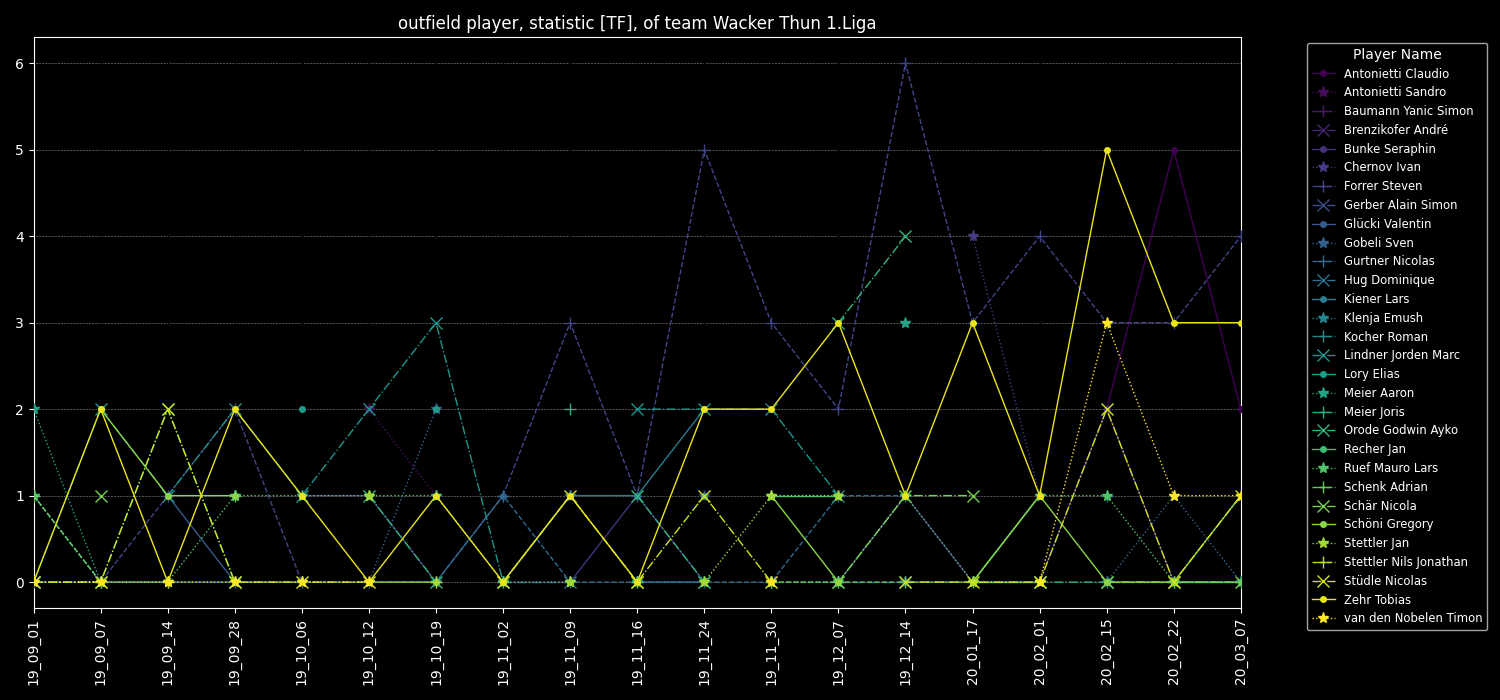 outfield player, statistic [TF], of team Wacker Thun 1.Liga
6
5
4
3
2
1
0
19_09_01
19_09_07
19_09_14
19_09_28
19_10_06
19_10_12
19_10_19
19_11_02
19_11_09
19_11_16
19_11_24
19_11_30
19_12_07
19_12_14
20_01_17
20_02_01
20_02_15
20_02_22
20_03_07
Player Name
Antonietti Claudio
Antonietti Sandro
Baumann Yanic Simon
Brenzikofer André
Bunke Seraphin
Chernov Ivan
Forrer Steven
Gerber Alain Simon
Glücki Valentin
Gobeli Sven
Gurtner Nicolas
Hug Dominique
Kiener Lars
Klenja Emush
Kocher Roman
Lindner Jorden Marc
Lory Elias
Meier Aaron
Meier Joris
Orode Godwin Ayko
Recher Jan
Ruef Mauro Lars
Schenk Adrian
Schär Nicola
Schöni Gregory
Stettler Jan
Stettler Nils Jonathan
Stüdle Nicolas
Zehr Tobias
van den Nobelen Timon